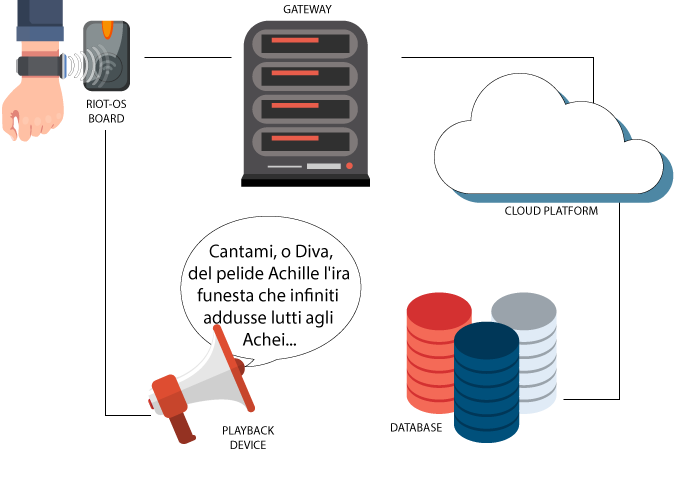 GATEWAY
RIOT-OS
BOARD
CLOUD PLATFORM
Cantami, o Diva,
del pelide Achille l'ira
funesta che infiniti
addusse lutti agli
Achei...
PLAYBACK
DEVICE
DATABASE